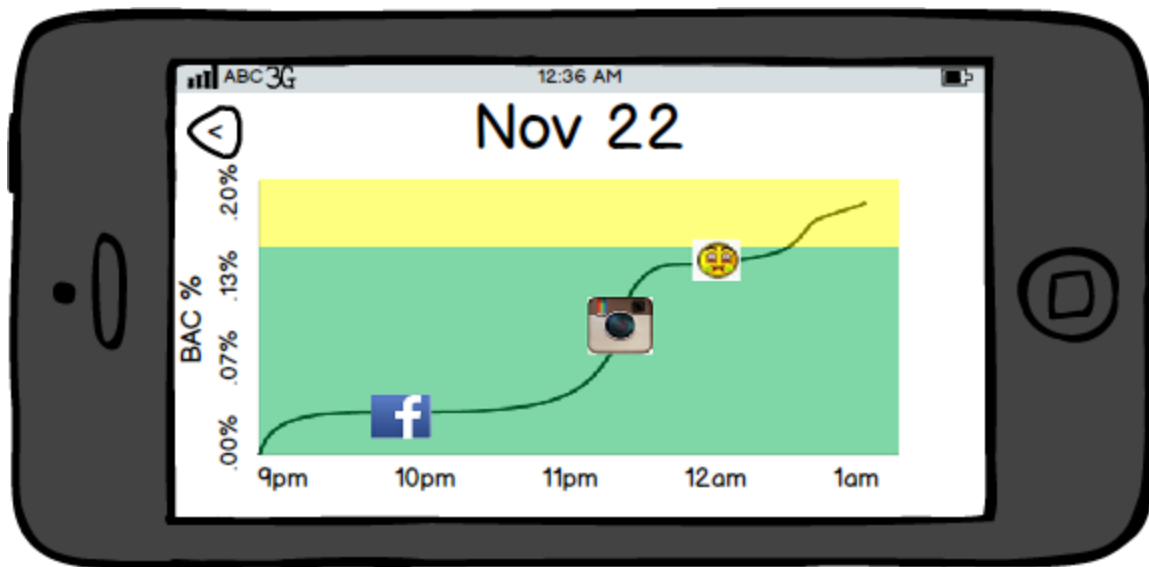 ABC 3G 12:36 AM
<
Nov 22
BAC %
.20%
.13%
.07%
.00%
f
9pm 10pm 11pm 12am 1am